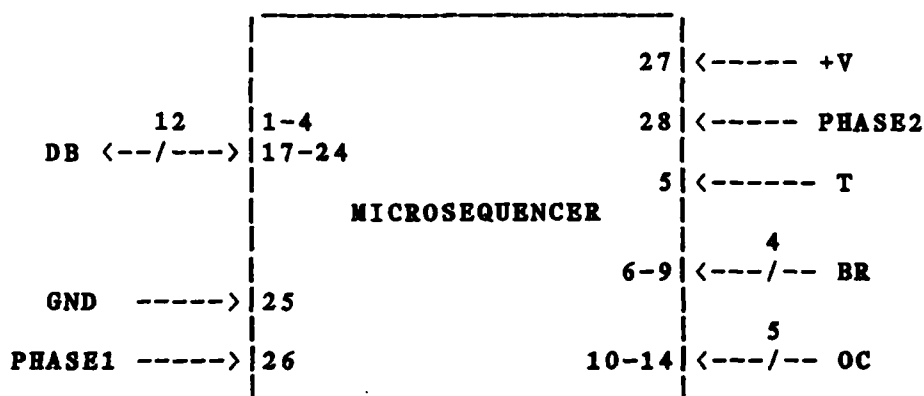 27 <----- +V
12 1-4 28 <----- PHASE2
DB <--/---> 17-24
5 <------ T
MICROSEQUENCER
4
6-9 <---/-- BR
GND -----> 25
5
PHASE1 -----> 26 10-14 <---/-- OC